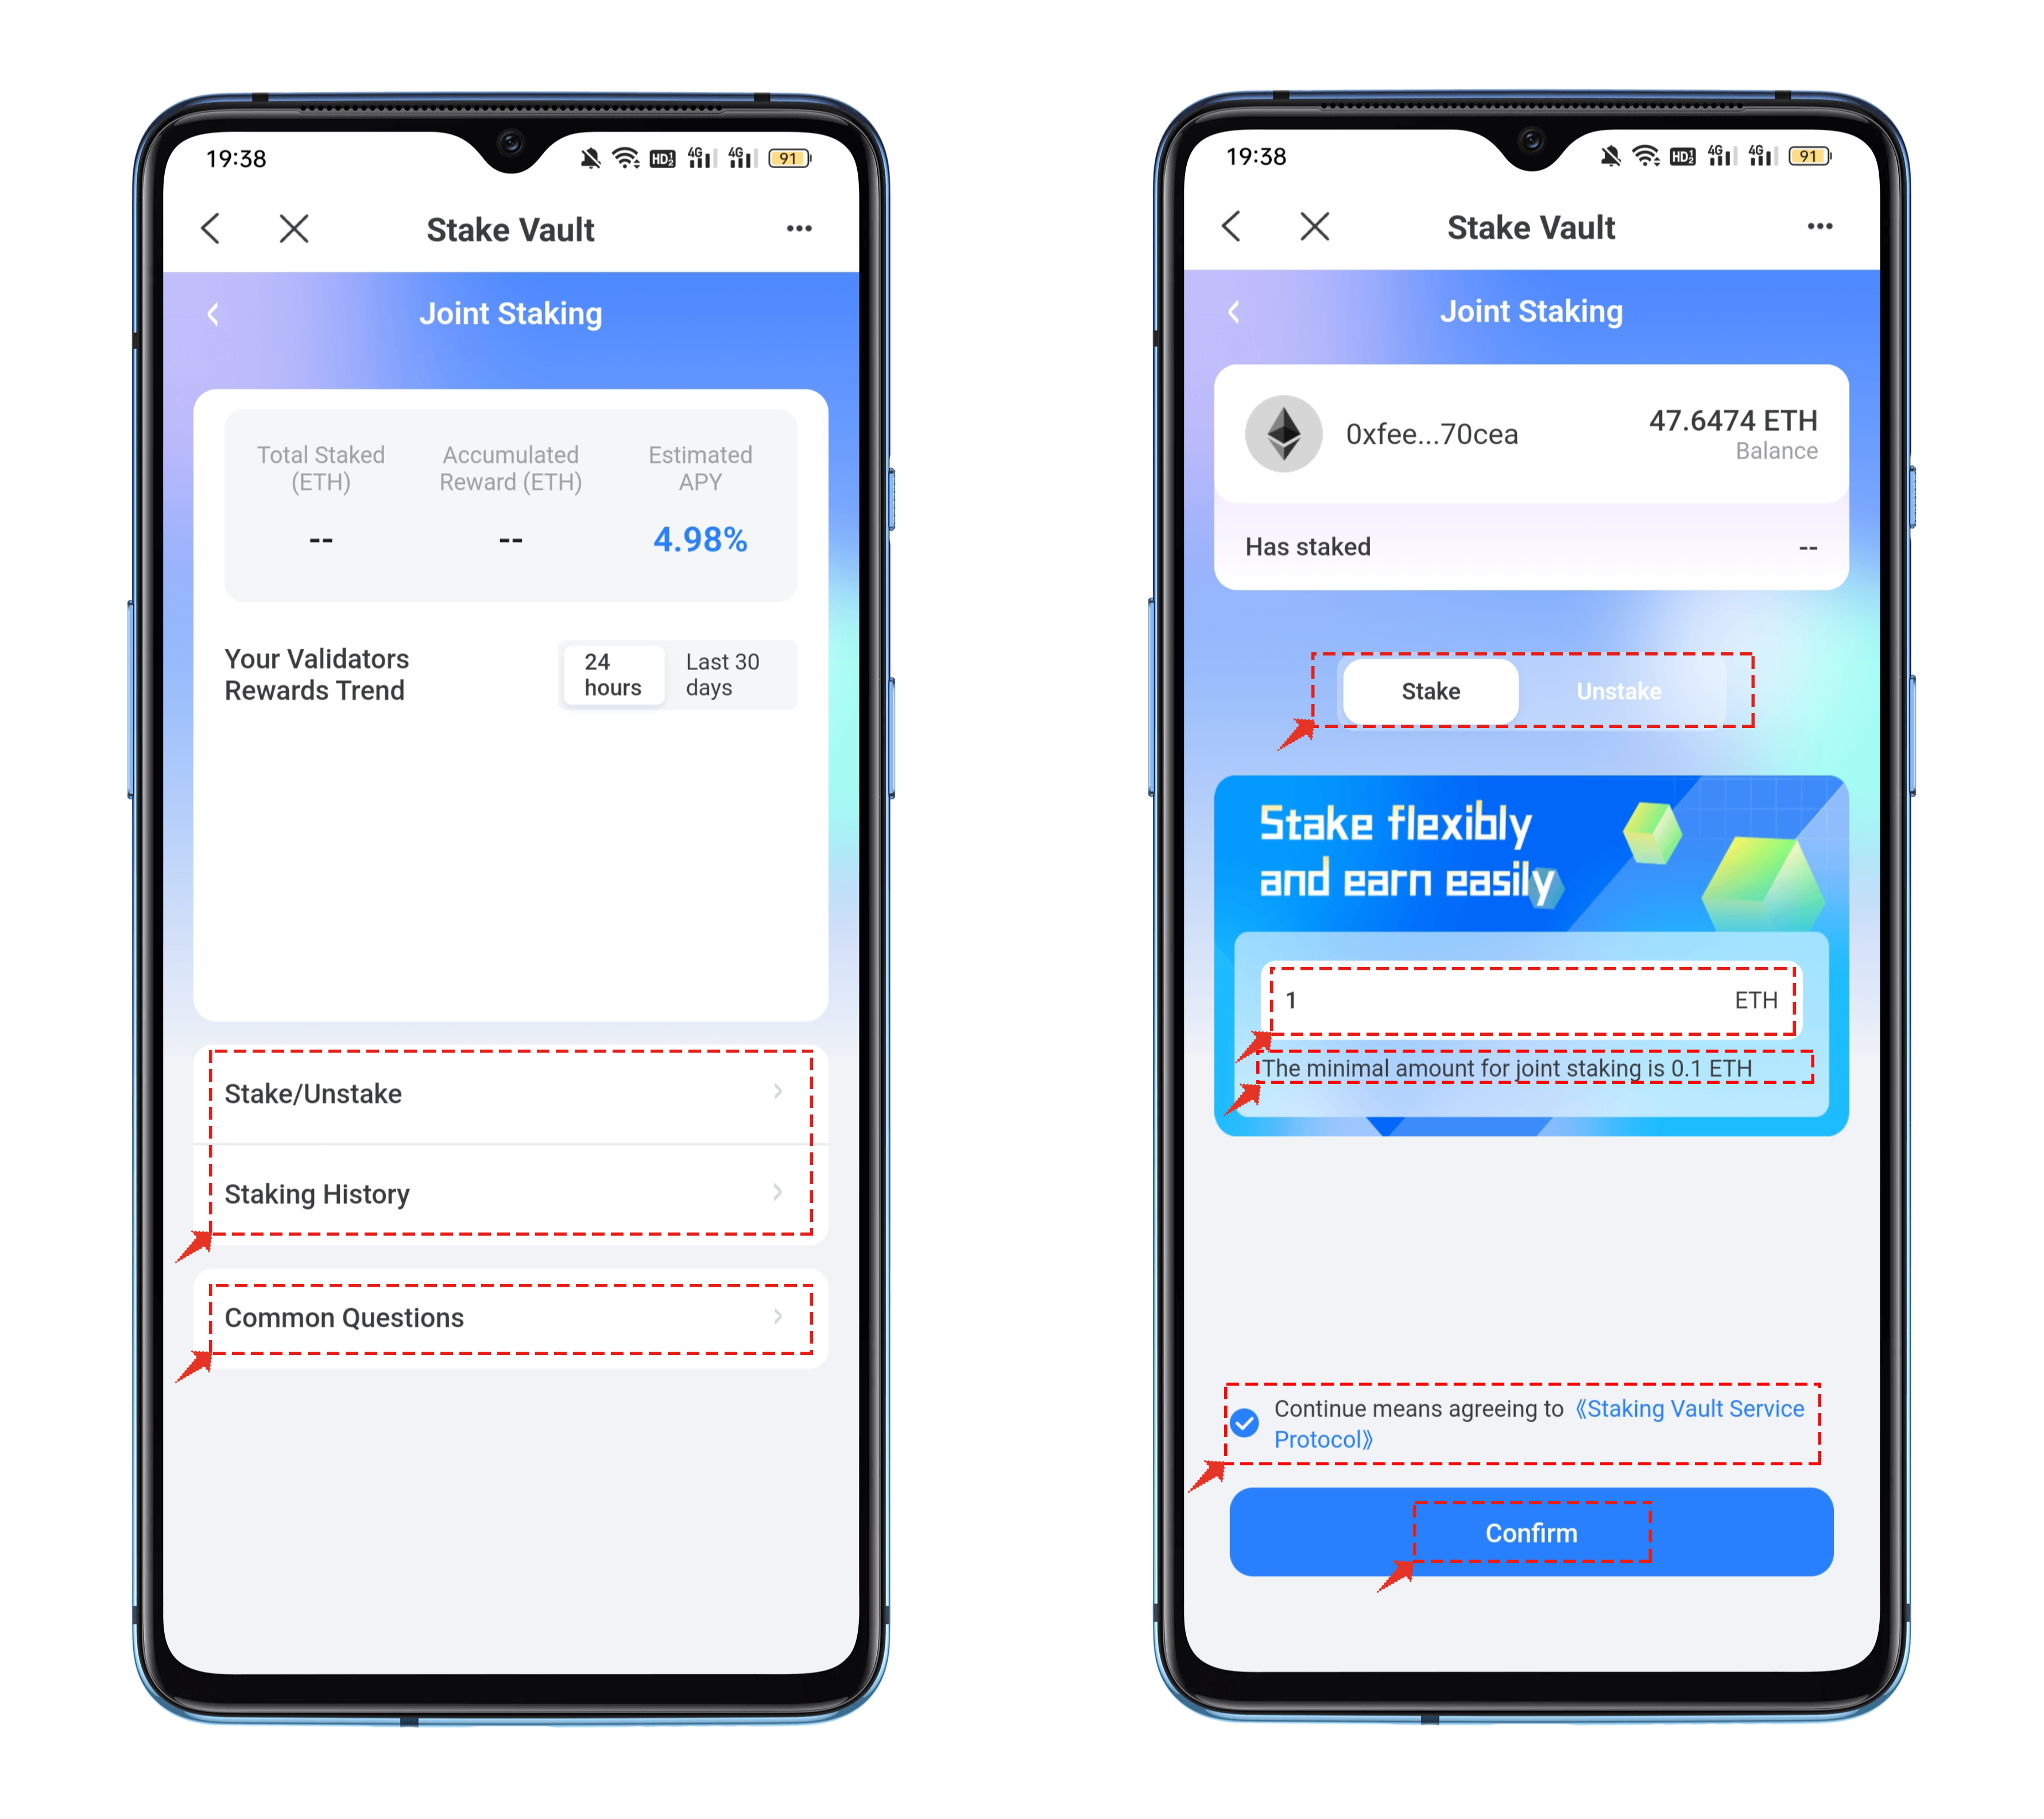 19:38
HD 1 2
4G
4G
91
Stake Vault
Joint Staking
Total Staked
(ETH)
Accumulated
Reward (ETH)
Estimated
APY
--
--
4.98%
Your Validators
Rewards Trend
24
hours
Last 30
days
Stake/Unstake
Staking History
Common Questions
19:38
HD 1 2
4G
4G
91
Stake Vault
Joint Staking
0xfee...70cea
47.6474 ETH
Balance
Has staked
--
Stake
Unstake
Stake flexibly
and earn easily
1
ETH
The minimal amount for joint staking is 0.1 ETH
Continue means agreeing to 《Staking Vault Service
Protocol》
Confirm